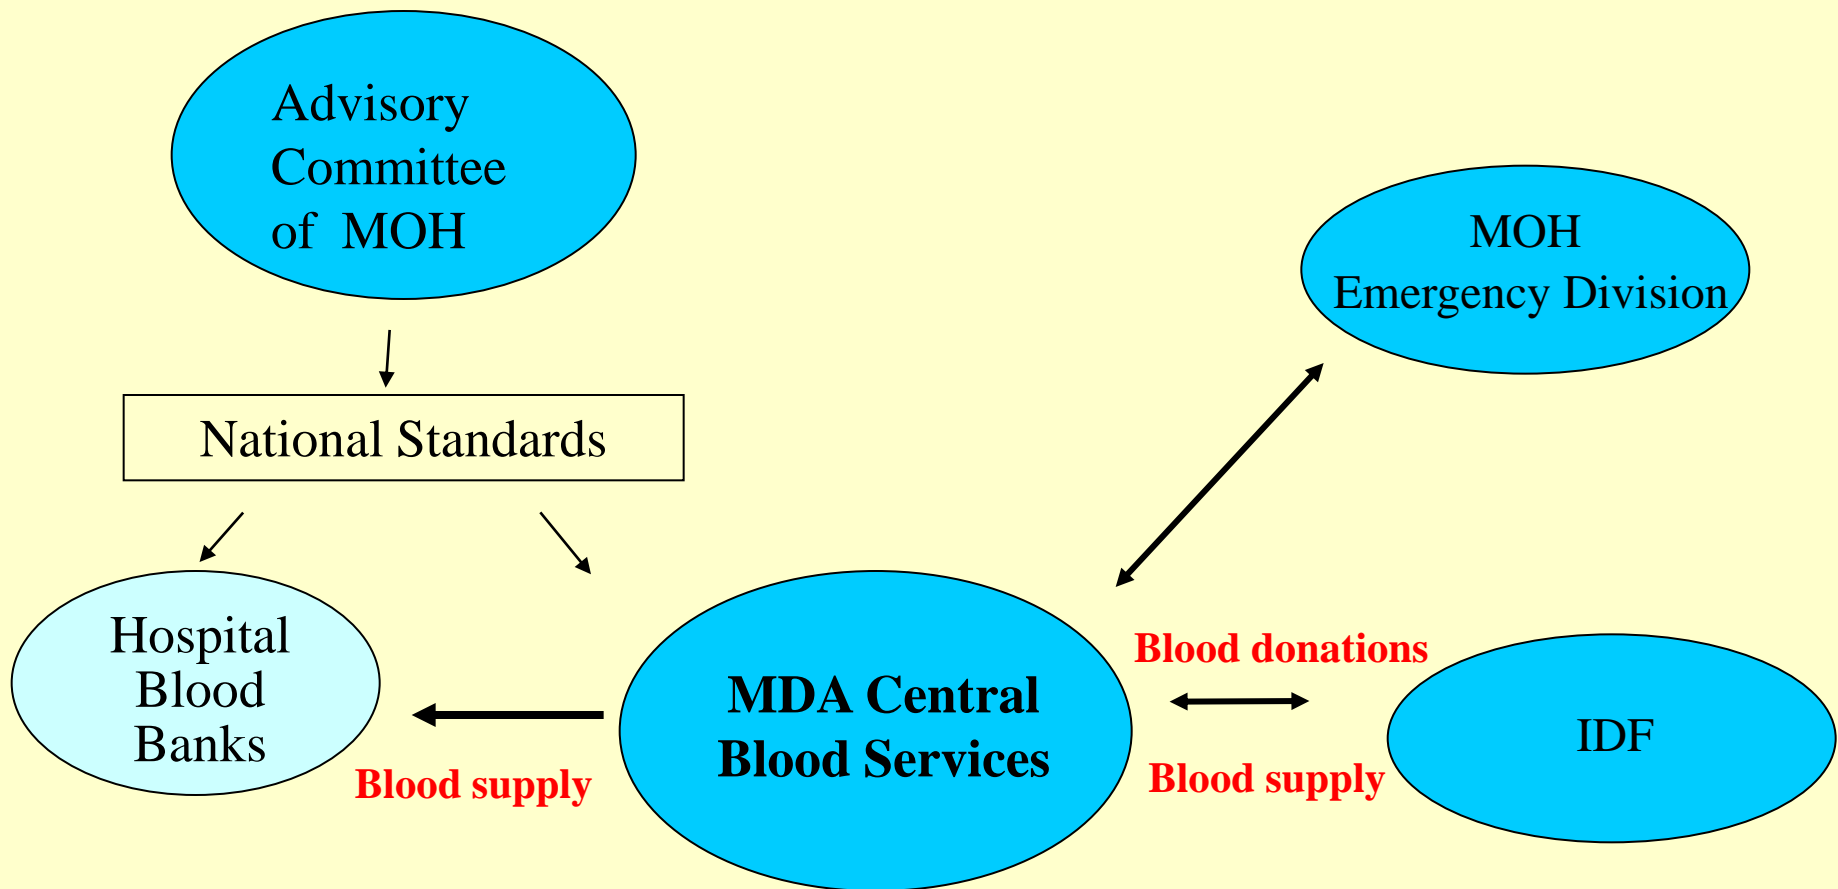 Advisory
Committee
of MOH
MOH
Emergency Division
National Standards
Hospital
Blood
Banks
Blood supply
MDA Central
Blood Services
Blood donations
Blood supply
IDF